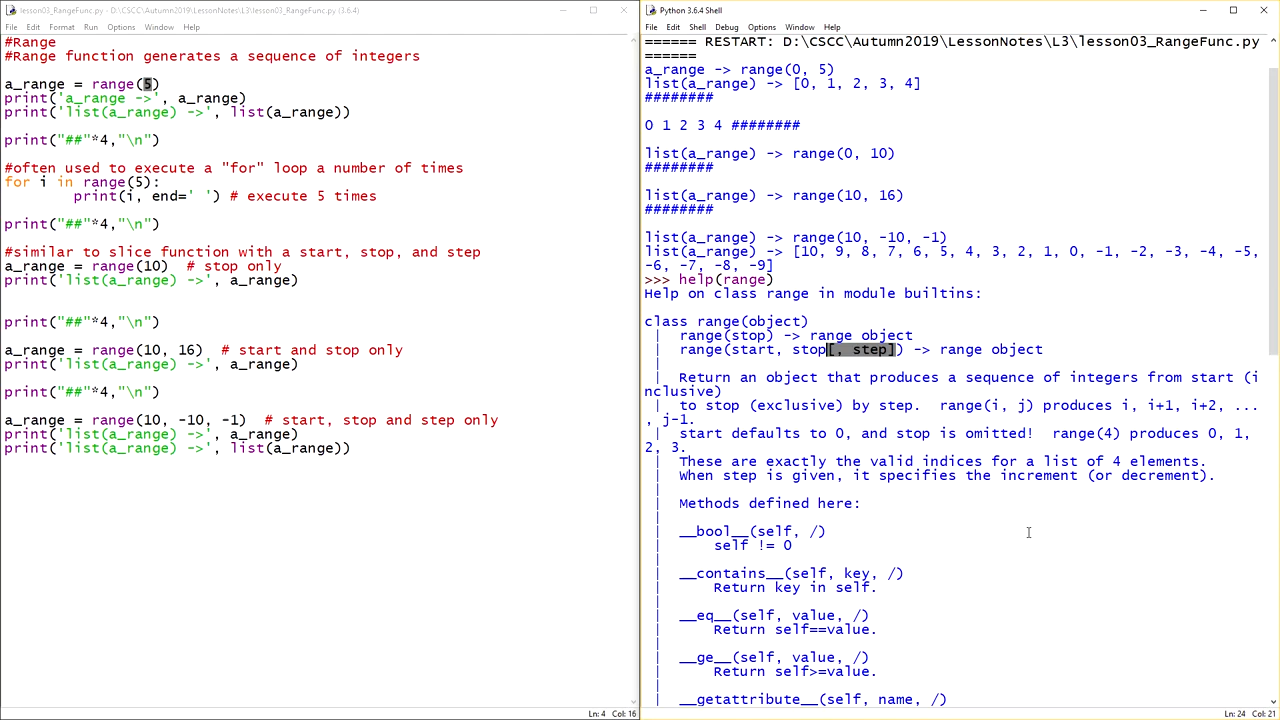 lesson03_RangeFunc.py - D:\CSCC\Autumn2019\LessonNotes\L3\lesson03_RangeFunc.py (3.6.4)
File Edit Format Run Options Window Help
#Range
#Range function generates a sequence of integers
a_range = range(5)
print('a_range ->', a_range)
print('list(a_range) ->', list(a_range))
print("##"*4,"\n")
#often used to execute a "for" loop a number of times
for i in range(5):
print(i, end=' ') # execute 5 times
print("##"*4,"\n")
#similar to slice function with a start, stop, and step
a_range = range(10)  # stop only
print('list(a_range) ->', a_range)
print("##"*4,"\n")
a_range = range(10, 16)  # start and stop only
print('list(a_range) ->', a_range)
print("##"*4,"\n")
a_range = range(10, -10, -1)  # start, stop and step only
print('list(a_range) ->', a_range)
print('list(a_range) ->', list(a_range))
Ln: 4 Col: 16
Python 3.6.4 Shell
File Edit Shell Debug Options Window Help
====== RESTART: D:\CSCC\Autumn2019\LessonNotes\L3\lesson03_RangeFunc.py
======
a_range -> range(0, 5)
list(a_range) -> [0, 1, 2, 3, 4]
########
0 1 2 3 4 ########
list(a_range) -> range(0, 10)
########
list(a_range) -> range(10, 16)
########
list(a_range) -> range(10, -10, -1)
list(a_range) -> [10, 9, 8, 7, 6, 5, 4, 3, 2, 1, 0, -1, -2, -3, -4, -5,
-6, -7, -8, -9]
>>> help(range)
Help on class range in module builtins:
class range(object)
|  range(stop) -> range object
|  range(start, stop[, step]) -> range object
|
|  Return an object that produces a sequence of integers from start (i
nclusive)
|  to stop (exclusive) by step.  range(i, j) produces i, i+1, i+2, ...
, j-1.
|  start defaults to 0, and stop is omitted!  range(4) produces 0, 1,
2, 3.
|  These are exactly the valid indices for a list of 4 elements.
|  When step is given, it specifies the increment (or decrement).
|
|  Methods defined here:
|
|  __bool__(self, /)
|      self != 0
|
|  __contains__(self, key, /)
|      Return key in self.
|
|  __eq__(self, value, /)
|      Return self==value.
|
|  __ge__(self, value, /)
|      Return self>=value.
|
|  __getattribute__(self, name, /)
Ln: 24 Col: 21